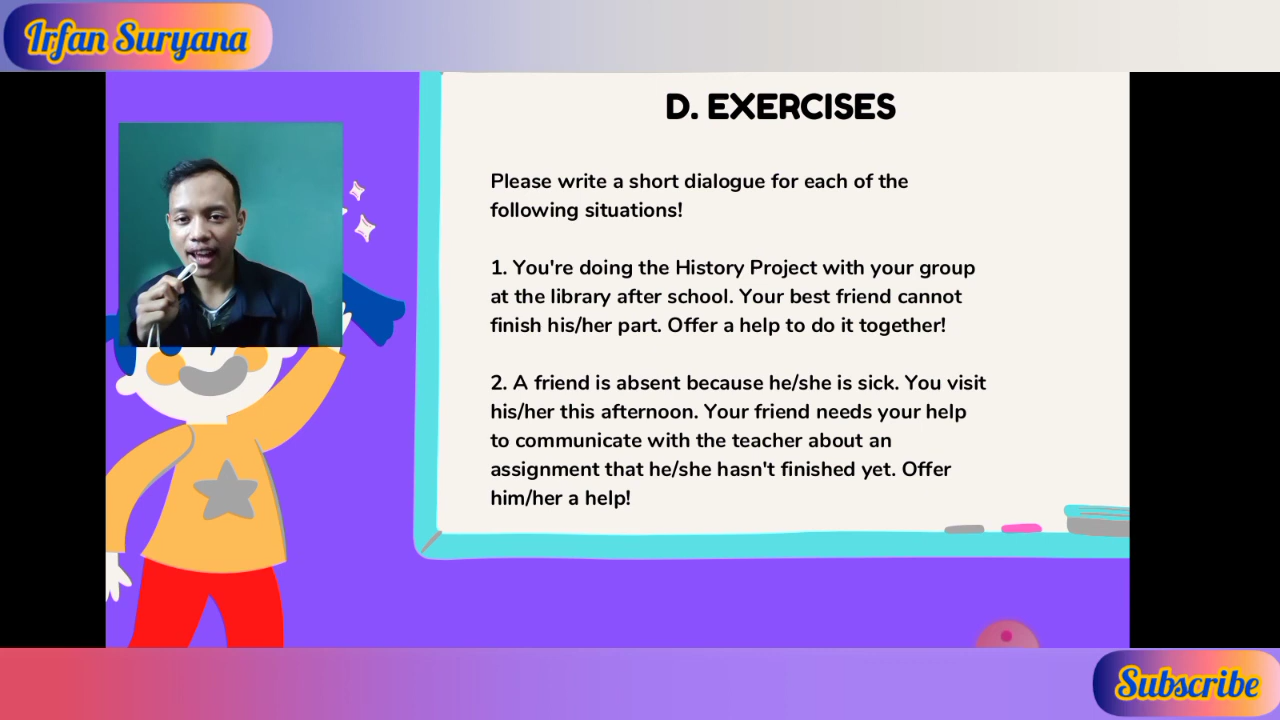 Irfan Suryana
D. EXERCISES
Please write a short dialogue for each of the
following situations!
1. You're doing the History Project with your group
at the library after school. Your best friend cannot
finish his/her part. Offer a help to do it together!
2. A friend is absent because he/she is sick. You visit
his/her this afternoon. Your friend needs your help
to communicate with the teacher about an
assignment that he/she hasn't finished yet. Offer
him/her a help!
Subscribe